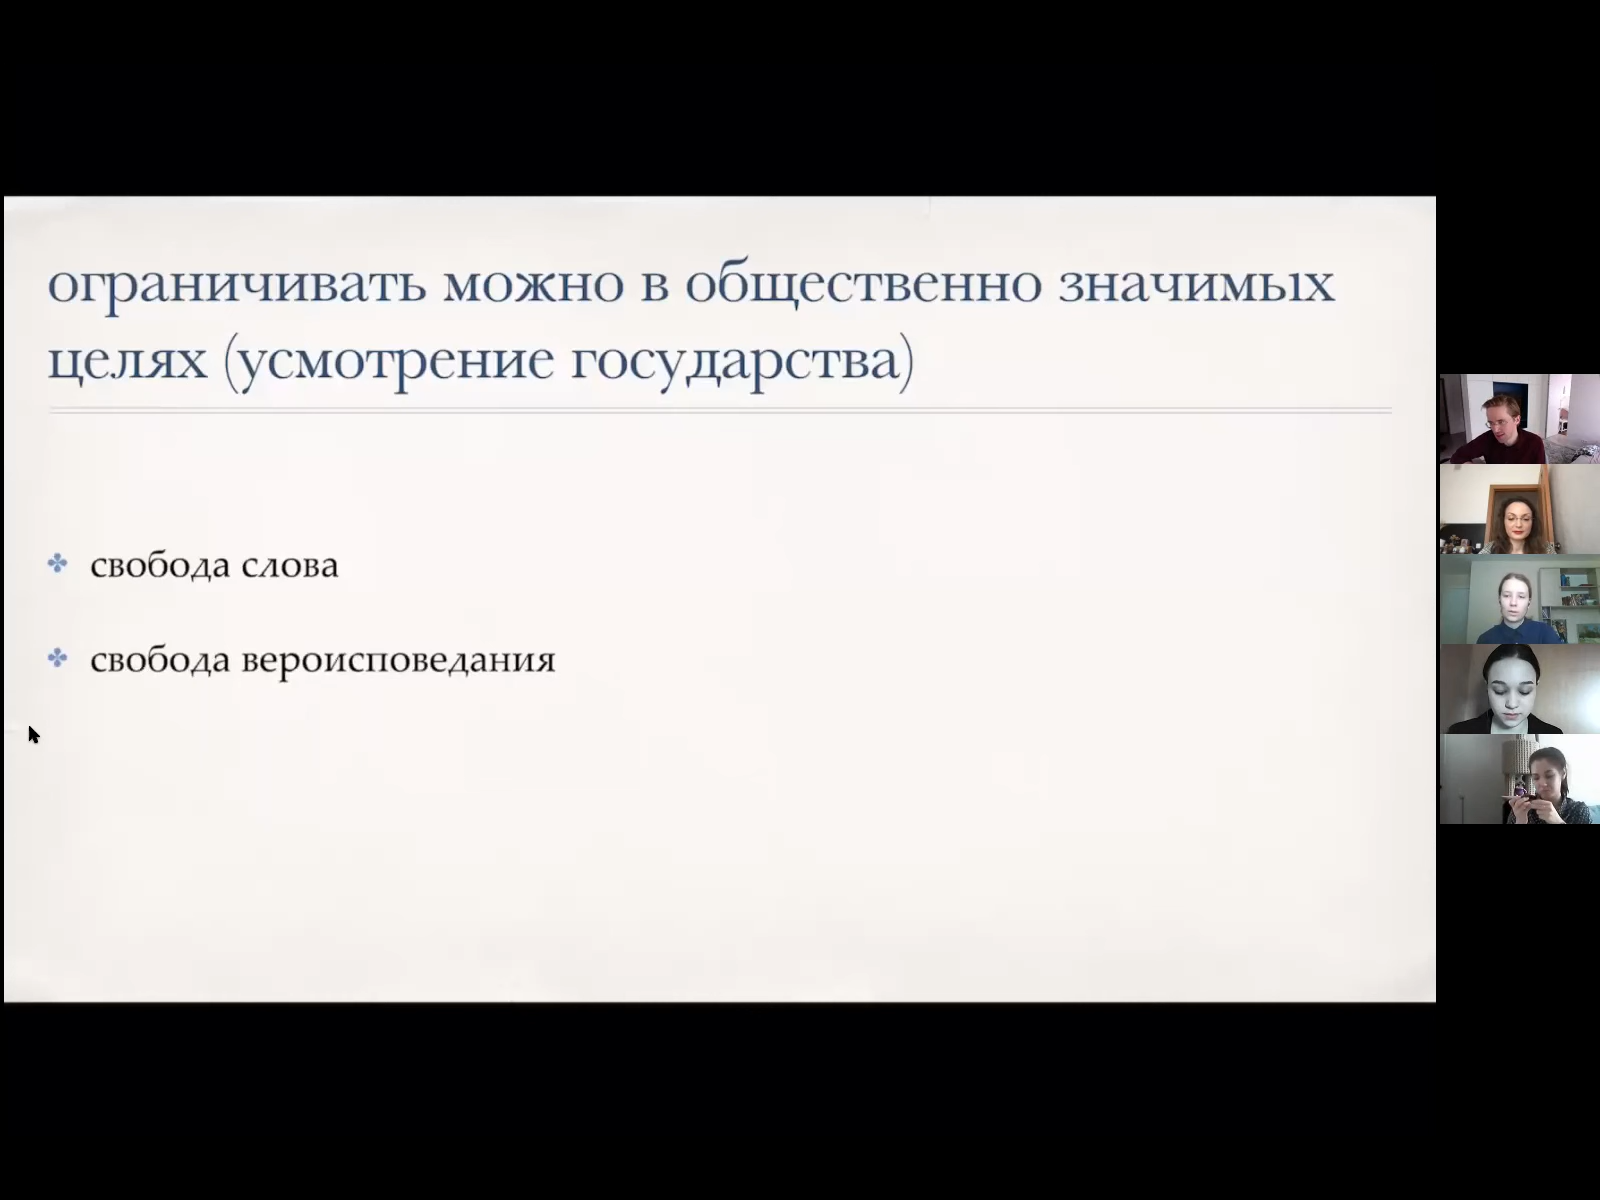 ограничивать можно в общественно значимых
целях (усмотрение государства)
свобода слова
свобода вероисповедания